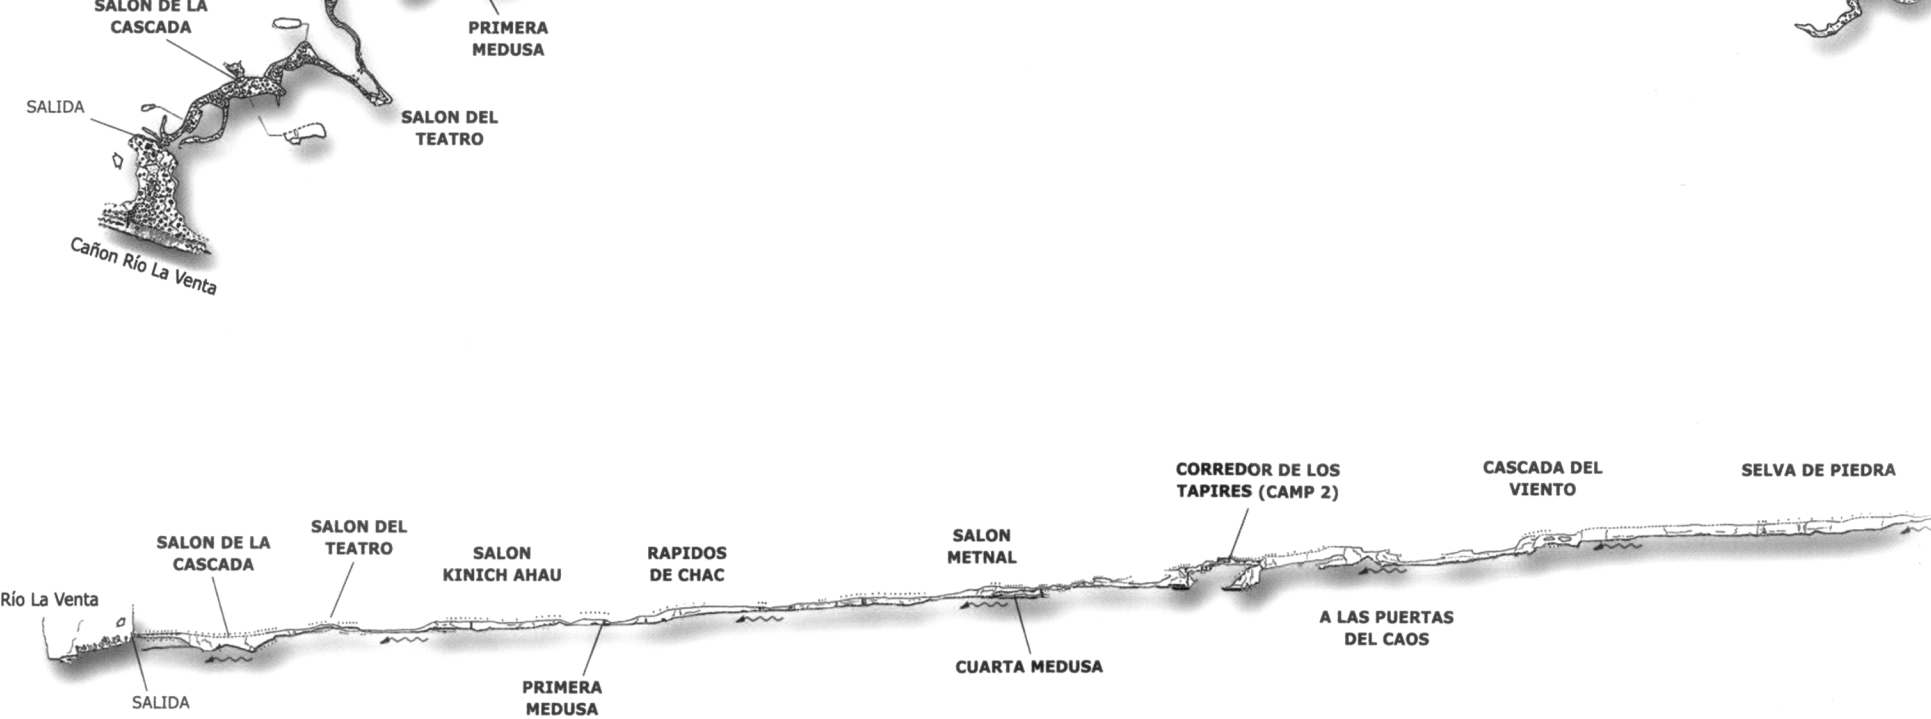 SALON DE LA
CASCADA
PRIMERA
MEDUSA
SALIDA
SALON DEL
TEATRO
Cañon Río La Venta
CORREDOR DE LOS
TAPIRES (CAMP 2)
CASCADA DEL
VIENTO
SELVA DE PIEDRA
SALON DE LA
CASCADA
SALON DEL
TEATRO
SALON
KINICH AHAU
RAPIDOS
DE CHAC
SALON
METNAL
Río La Venta
A LAS PUERTAS
DEL CAOS
CUARTA MEDUSA
PRIMERA
MEDUSA
SALIDA